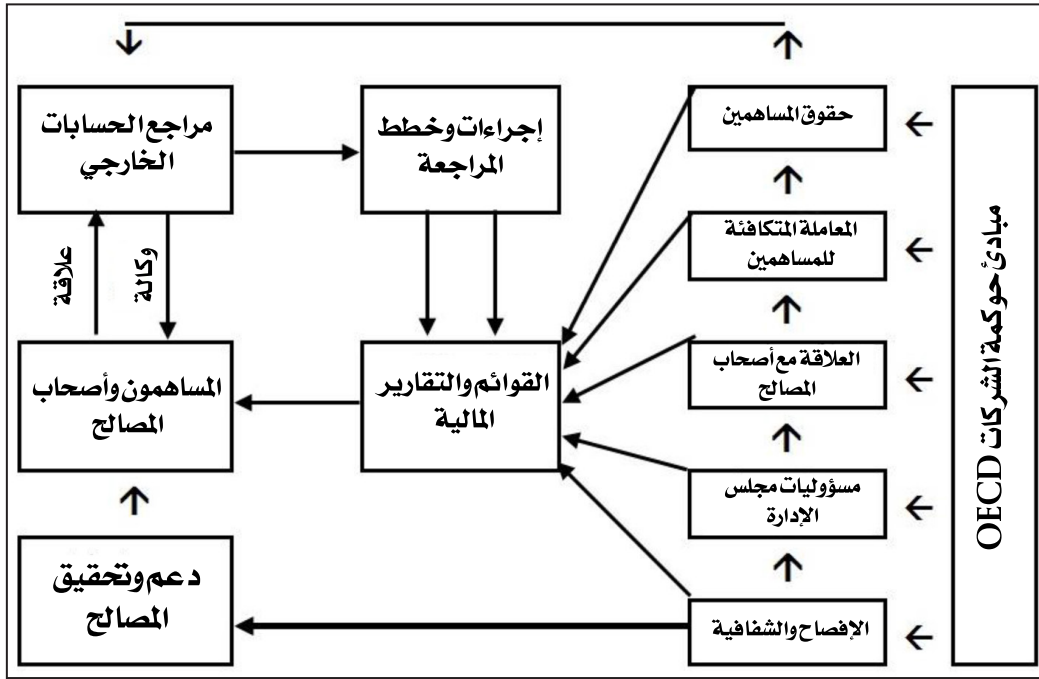 مبادئ حوكمة الشركات OECD
حقوق المساهمين
المعاملة المتكافئة
للمساهمين
العلاقة مع أصحاب
المصالح
مسؤوليات مجلس
الإدارة
الإفصاح والشفافية
إجراءات وخطط
المراجعة
القوائم والتقارير
المالية
مراجع الحسابات
الخارجي
وكالة
علاقة
المساهمون وأصحاب
المصالح
دعم وتحقيق
المصالح